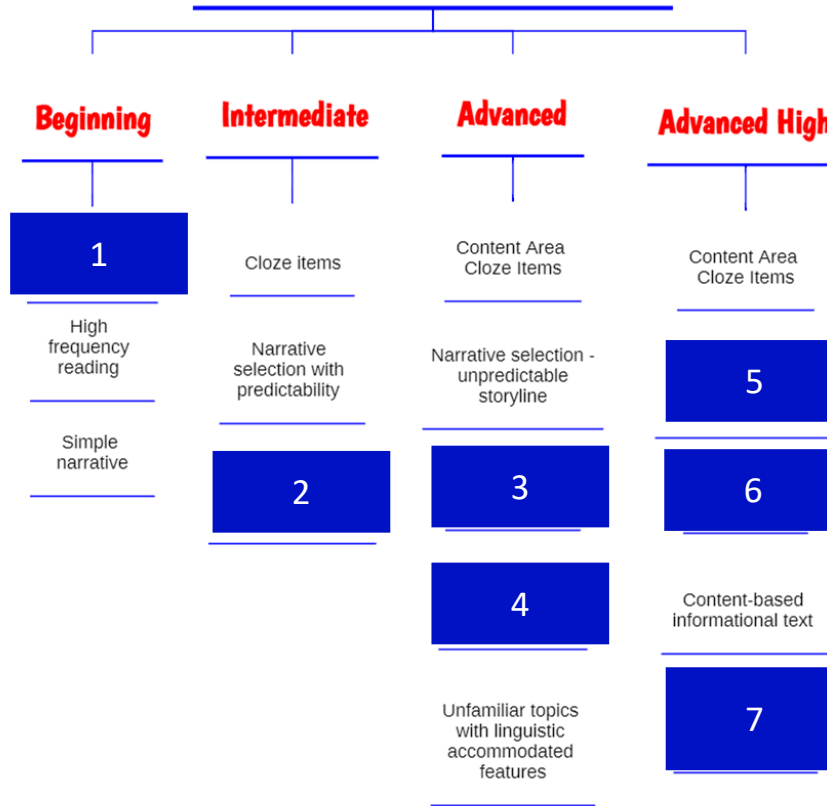 Beginning
Intermediate
Advanced
Advanced High
1
High
frequency
reading
Simple
narrative
Cloze items
Narrative
selection with
predictability
2
Content Area
Cloze Items
Narrative selection -
unpredictable
storyline
3
4
Unfamiliar topics
with linguistic
accommodated
features
Content Area
Cloze Items
5
6
Content-based
informational text
7